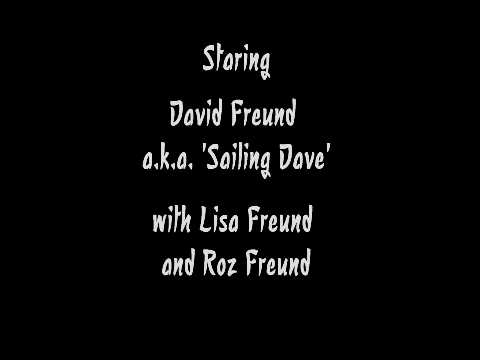 Staring
David Freund
a.k.a. 'Sailing Dave'
with Lisa Freund
and Roz Freund